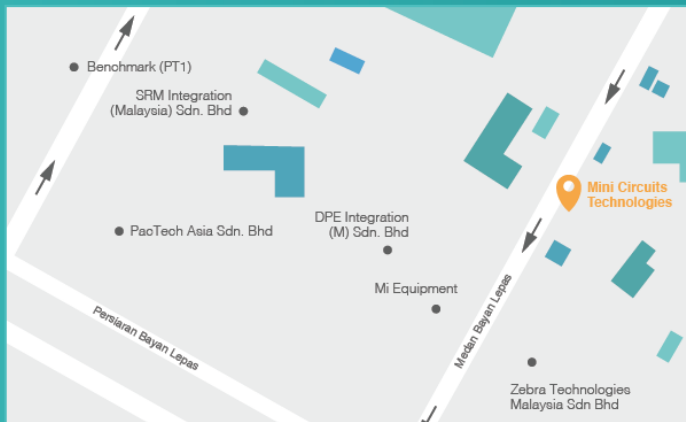 Benchmark (PT1)
SRM Integration
(Malaysia) Sdn. Bhd
Mini Circuits
Technologies
PacTech Asia Sdn. Bhd
DPE Integration
(M) Sdn. Bhd
Mi Equipment
Medan Bayan Lepas
Persiaran Bayan Lepas
Zebra Technologies
Malaysia Sdn Bhd